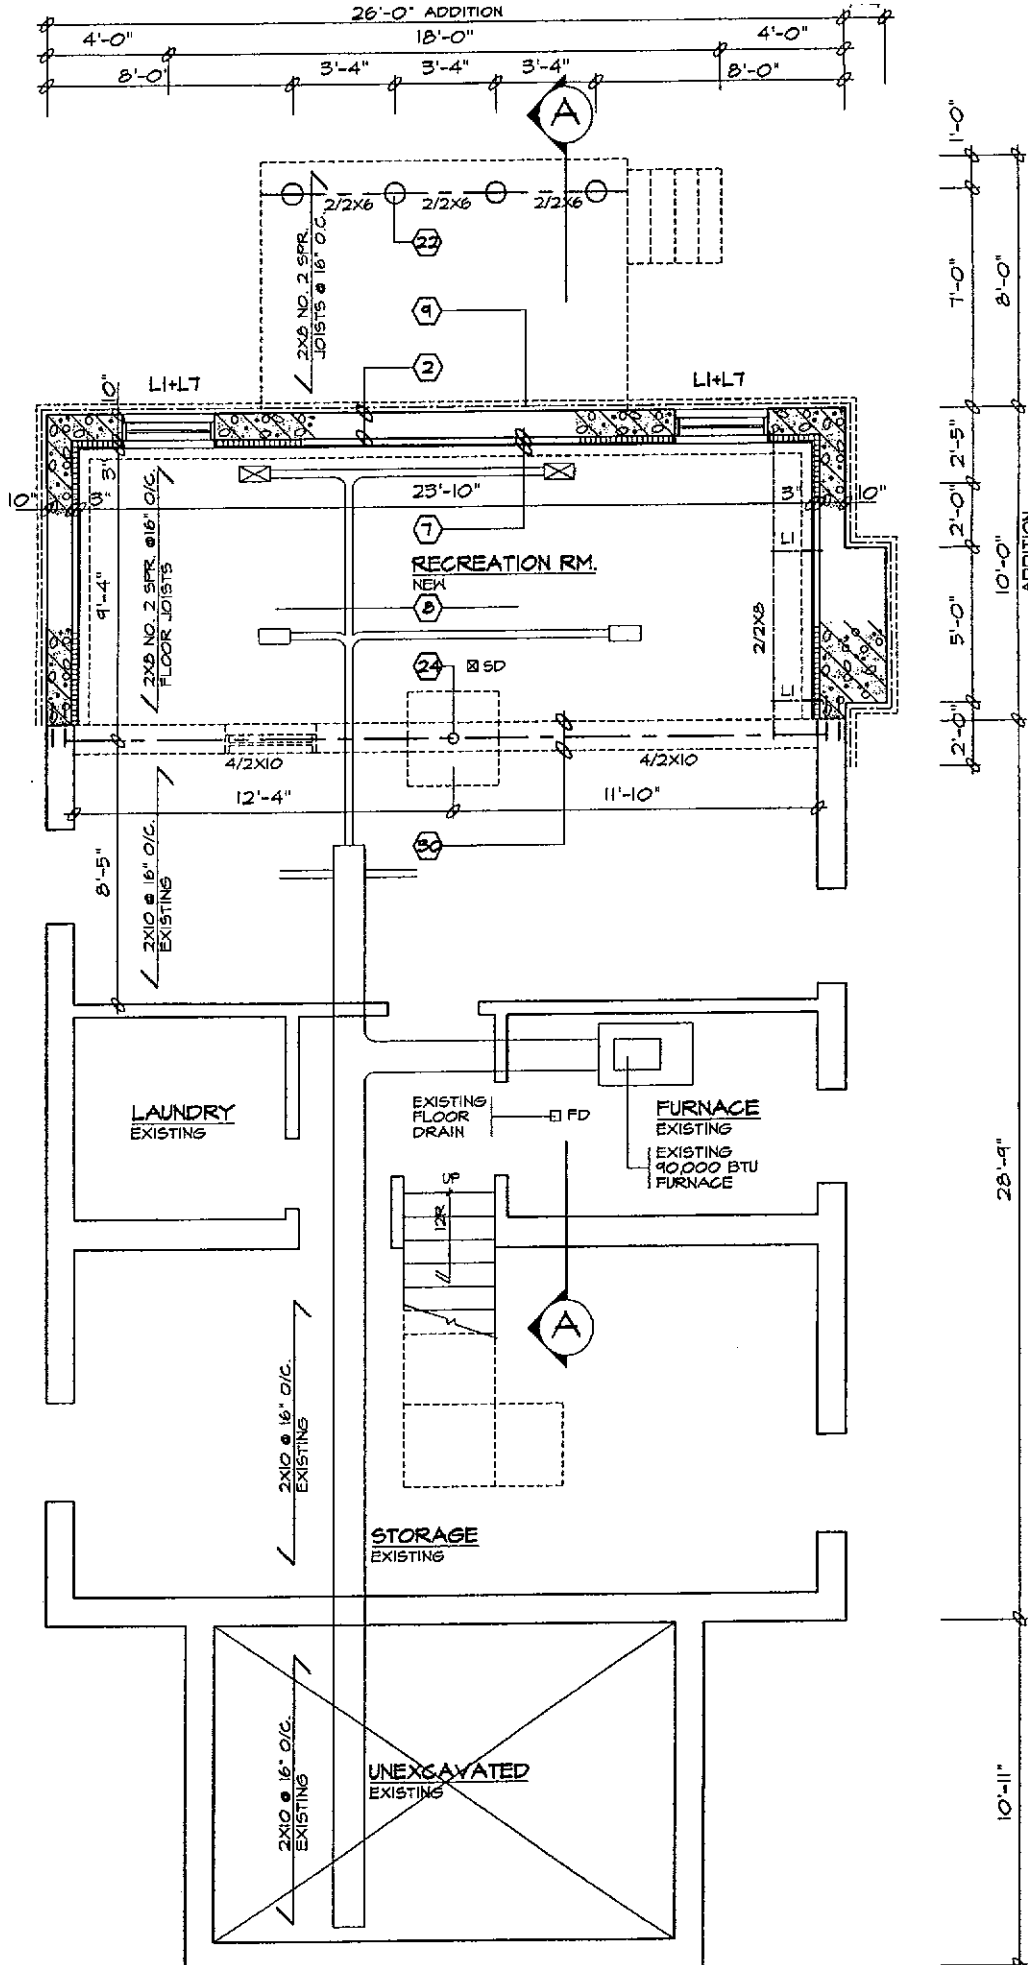 26'-0" ADDITION
4'-0"
18'-0"
4'-0"
8'-0"
3'-4"
3'-4"
3'-4"
8'-0"
A
1'-0"
2/2X6
2/2X6
2/2X6
22
2X8 NO. 2 SPR.
JOISTS @ 16" O.C.
7'-0"
8'-0"
9
2
L1+L7
L1+L7
10"
3"
10"
3"
23'-10"
3"
10"
2'-5"
2'-0"
7
L1
RECREATION RM.
NEW
10'-0"
ADDITION
9'-4"
2X8 NO. 2 SPR. @16" O/C.
FLOOR JOISTS
8
2/2X8
5'-0"
24
SD
L1
2'-0"
4/2X10
4/2X10
12'-4"
11'-10"
30
8'-5"
2X10 @ 16" O/C.
EXISTING
LAUNDRY
EXISTING
EXISTING
FLOOR
DRAIN
FD
FURNACE
EXISTING
EXISTING
90,000 BTU
FURNACE
UP
12R
28'-9"
A
2X10 @ 16" O/C.
EXISTING
STORAGE
EXISTING
2X10 @ 16" O/C.
EXISTING
UNEXCAVATED
EXISTING
10'-11"